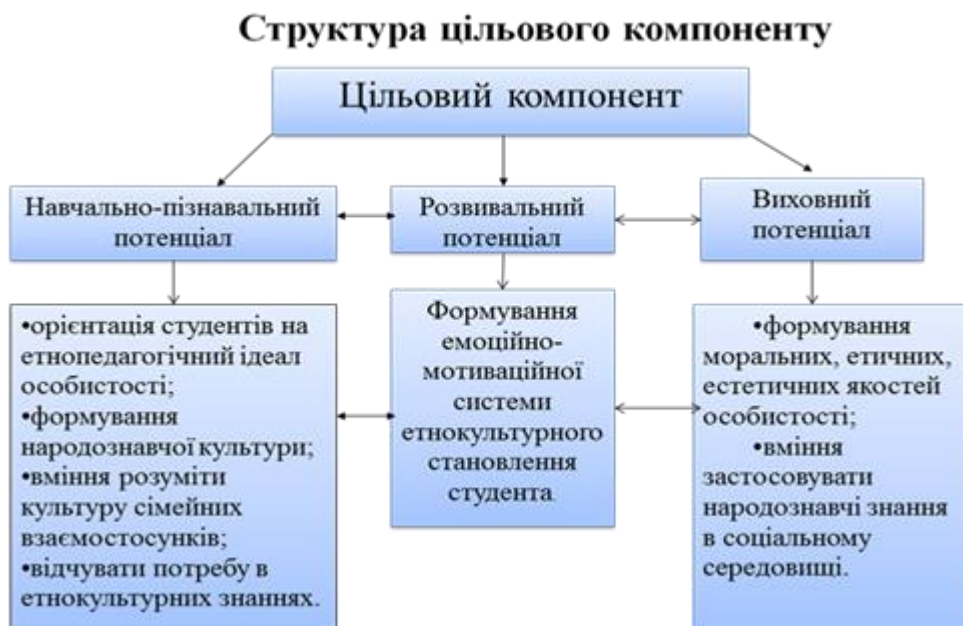 Структура цільового компоненту
Цільовий компонент
Навчально-пізнавальний
потенціал
Розвивальний
потенціал
Виховний
потенціал
•орієнтація студентів на
етнопедагогічний ідеал
особистості;
•формування
народознавчої культури;
•вміння розуміти
культуру сімейних
взаємостосунків;
•відчувати потребу в
етнокультурних знаннях.
Формування
емоційно-
мотиваційної
системи
етнокультурного
становлення
студента
•формування
моральних, етичних,
естетичних якостей
особистості;
•вміння
застосовувати
народознавчі знання
в соціальному
середовищі.